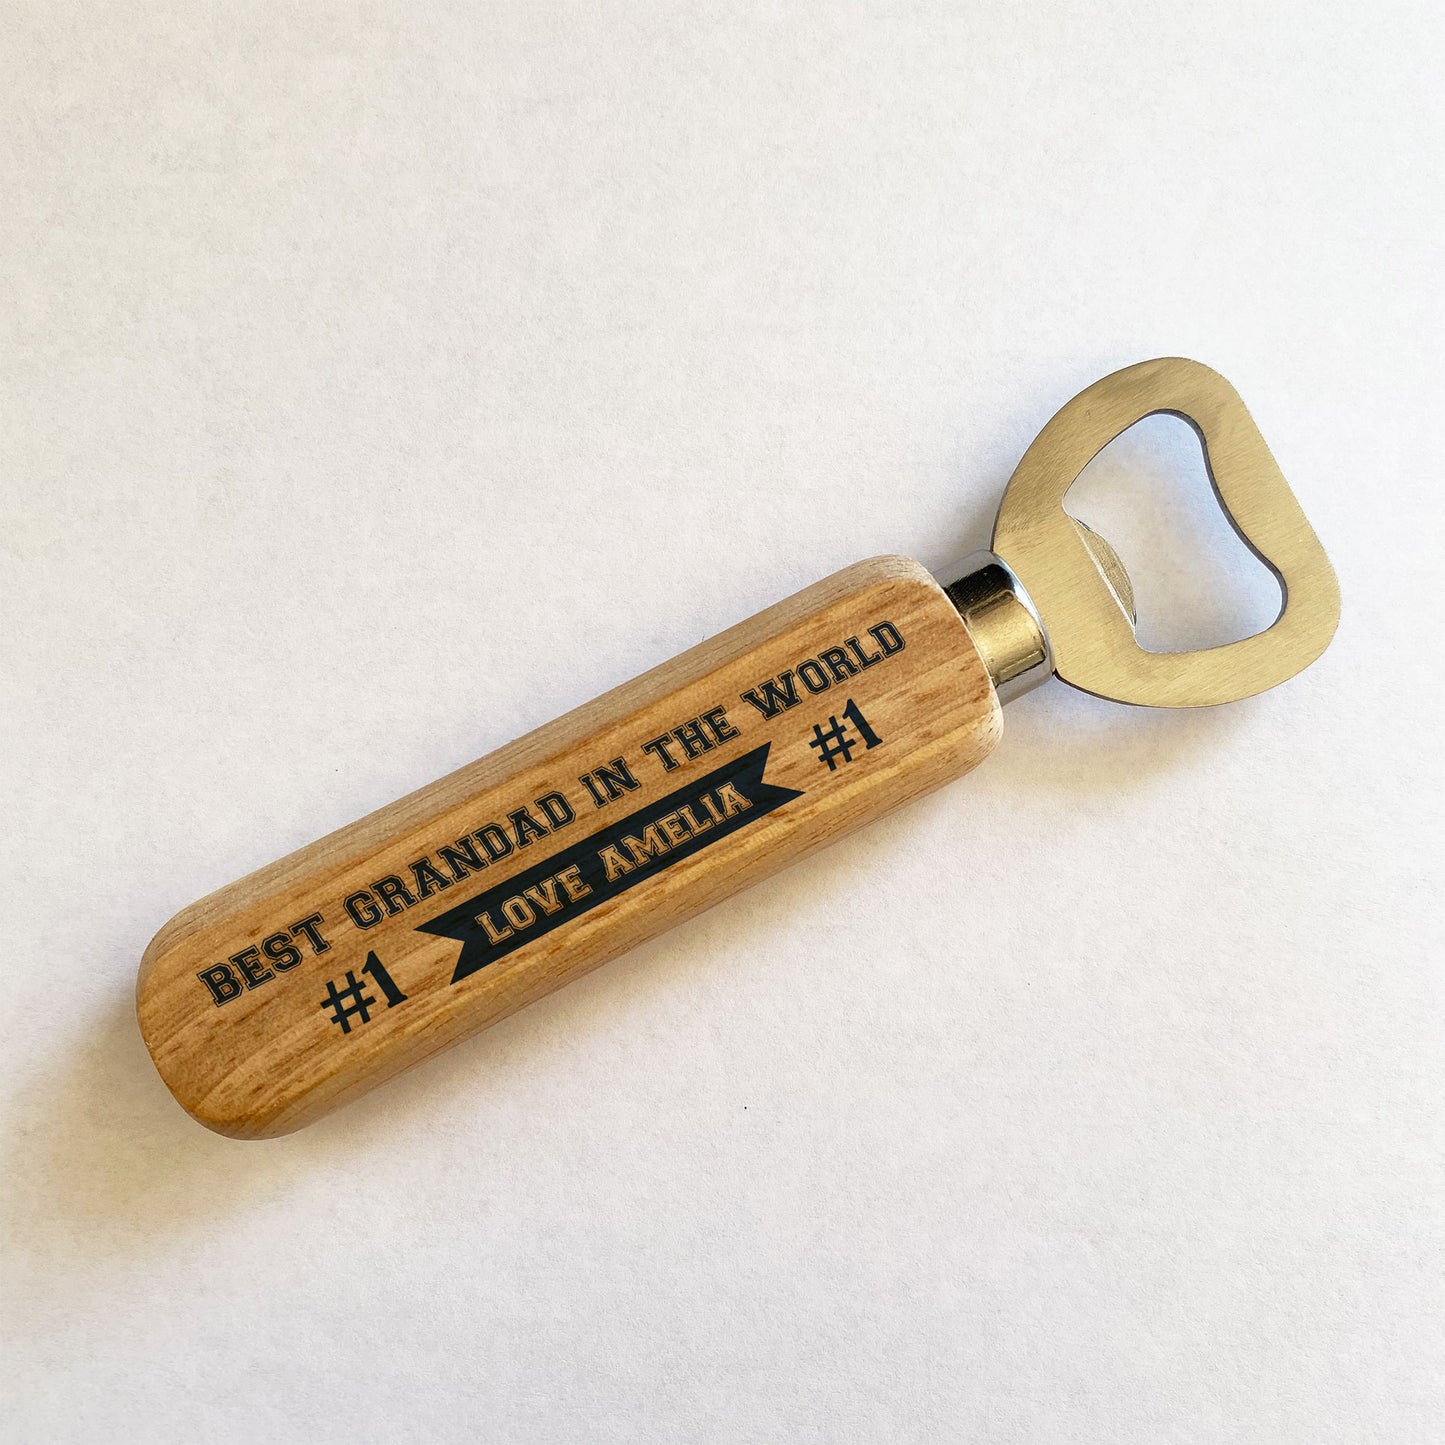 BEST GRANDAD IN THE WORLD
#1 LOVE AMELIA #1